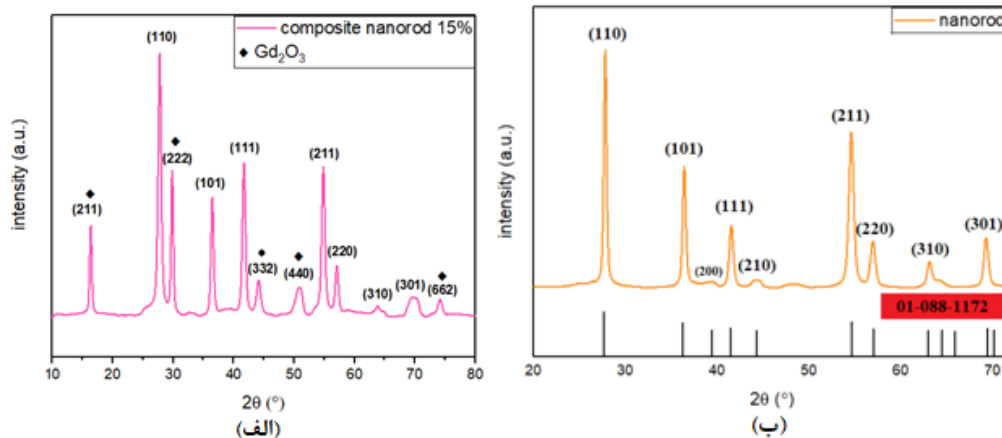 composite nanorod 15%
◆ Gd₂O₃
(110)
◆
(222)
◆
(211)
(101)
(111)
◆
(332)
◆
(440)
(211)
(220)
(310)
(301)
◆
(662)
intensity (a.u.)
10 20 30 40 50 60 70 80
2θ (°)
(الف)
nanorod
(110)
(101)
(200)
(111)
(210)
(211)
(220)
(310)
(301)
01-088-1172
intensity (a.u.)
20 30 40 50 60 70
2θ (°)
(ب)